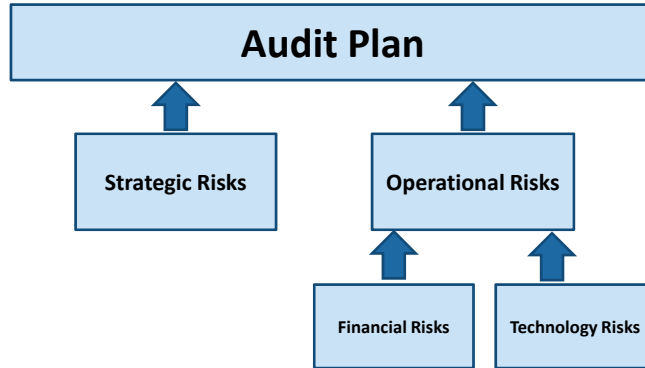 Audit Plan
Strategic Risks
Operational Risks
Financial Risks
Technology Risks